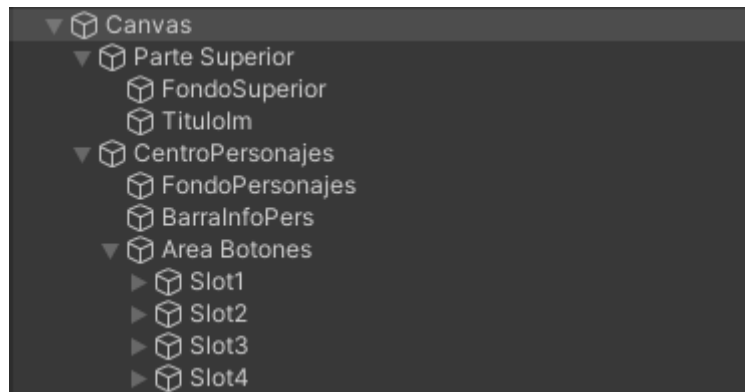 Canvas
Parte Superior
FondoSuperior
TituloIm
CentroPersonajes
FondoPersonajes
BarraInfoPers
Area Botones
Slot1
Slot2
Slot3
Slot4